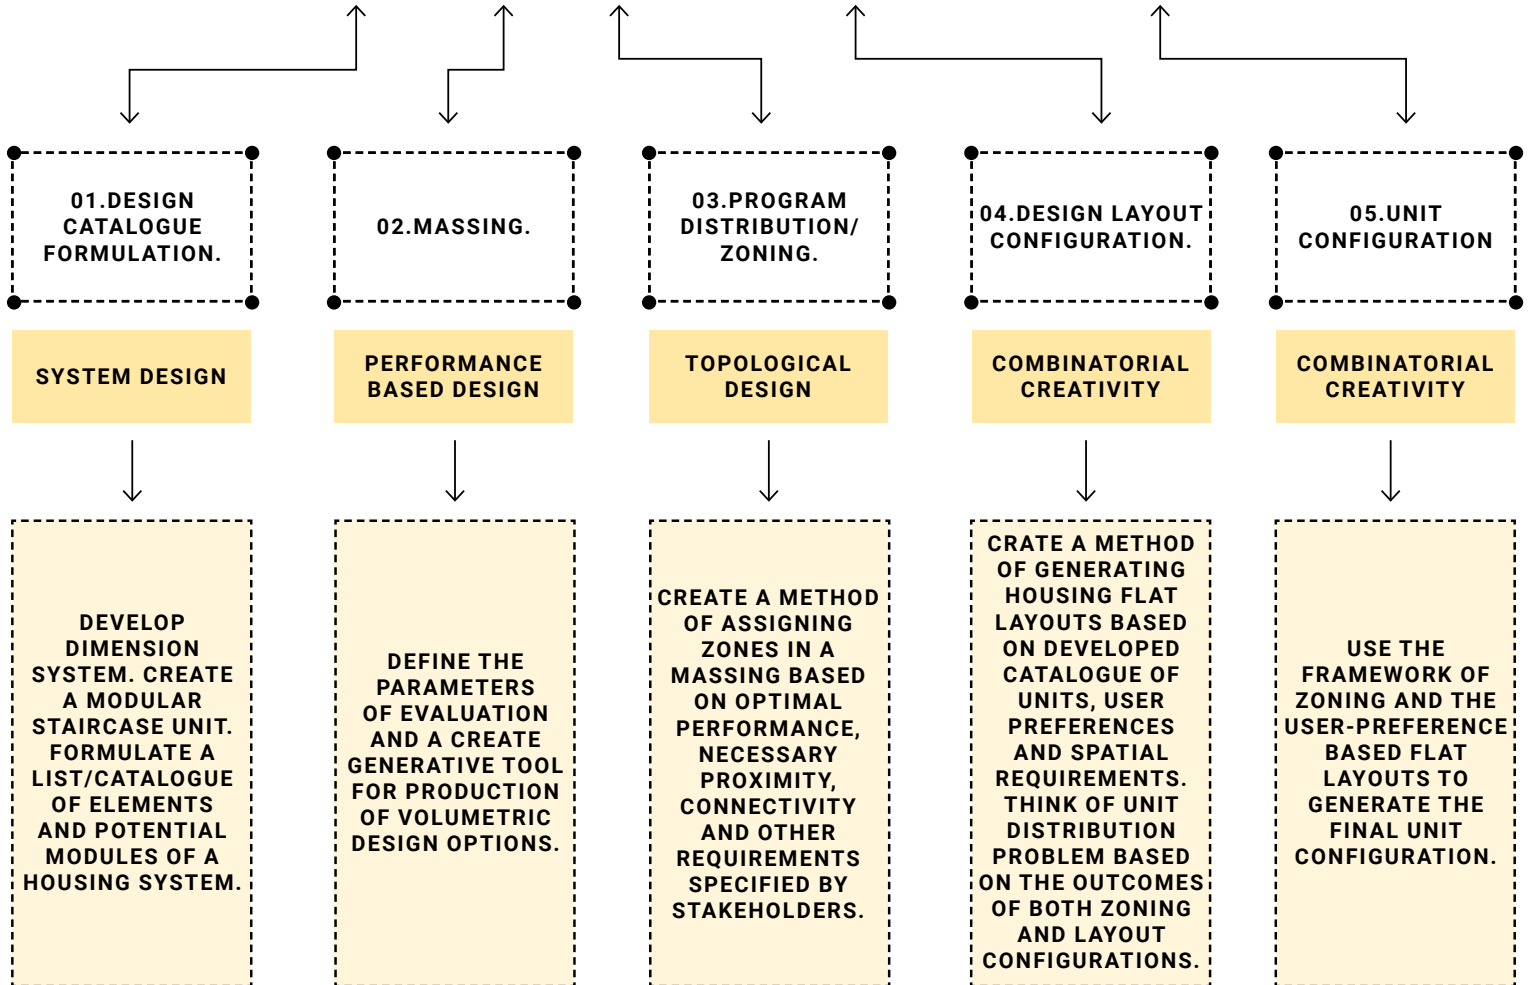 01.DESIGN
CATALOGUE
FORMULATION.
02.MASSING.
03.PROGRAM
DISTRIBUTION/
ZONING.
04.DESIGN LAYOUT
CONFIGURATION.
05.UNIT
CONFIGURATION
SYSTEM DESIGN
PERFORMANCE
BASED DESIGN
TOPOLOGICAL
DESIGN
COMBINATORIAL
CREATIVITY
COMBINATORIAL
CREATIVITY
DEVELOP
DIMENSION
SYSTEM. CREATE
A MODULAR
STAIRCASE UNIT.
FORMULATE A
LIST/CATALOGUE
OF ELEMENTS
AND POTENTIAL
MODULES OF A
HOUSING SYSTEM.
DEFINE THE
PARAMETERS
OF EVALUATION
AND A CREATE
GENERATIVE TOOL
FOR PRODUCTION
OF VOLUMETRIC
DESIGN OPTIONS.
CREATE A METHOD
OF ASSIGNING
ZONES IN A
MASSING BASED
ON OPTIMAL
PERFORMANCE,
NECESSARY
PROXIMITY,
CONNECTIVITY
AND OTHER
REQUIREMENTS
SPECIFIED BY
STAKEHOLDERS.
CRATE A METHOD
OF GENERATING
HOUSING FLAT
LAYOUTS BASED
ON DEVELOPED
CATALOGUE OF
UNITS, USER
PREFERENCES
AND SPATIAL
REQUIREMENTS.
THINK OF UNIT
DISTRIBUTION
PROBLEM BASED
ON THE OUTCOMES
OF BOTH ZONING
AND LAYOUT
CONFIGURATIONS.
USE THE
FRAMEWORK OF
ZONING AND THE
USER-PREFERENCE
BASED FLAT
LAYOUTS TO
GENERATE THE
FINAL UNIT
CONFIGURATION.